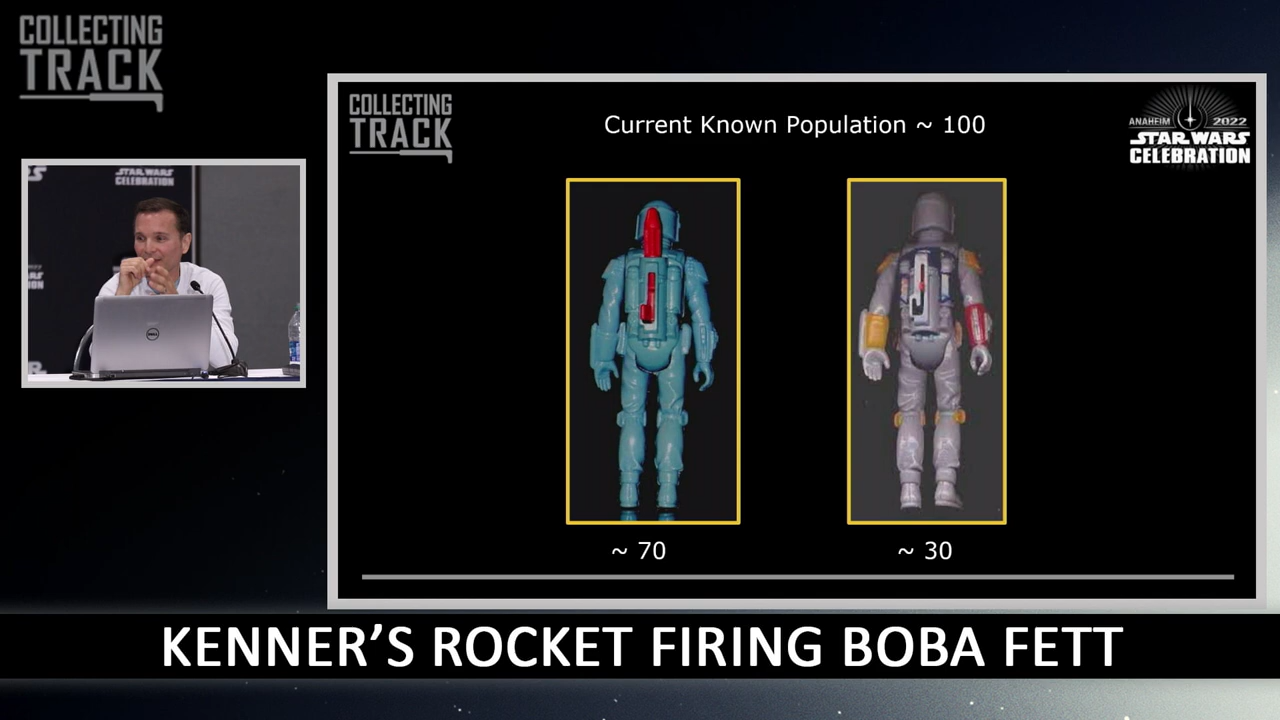 COLLECTING
TRACK
COLLECTING
TRACK
Current Known Population ~ 100
ANAHEIM 2022
STAR WARS
CELEBRATION
STAR WARS
CELEBRATION
DELL
~ 70
~ 30
KENNER'S ROCKET FIRING BOBA FETT